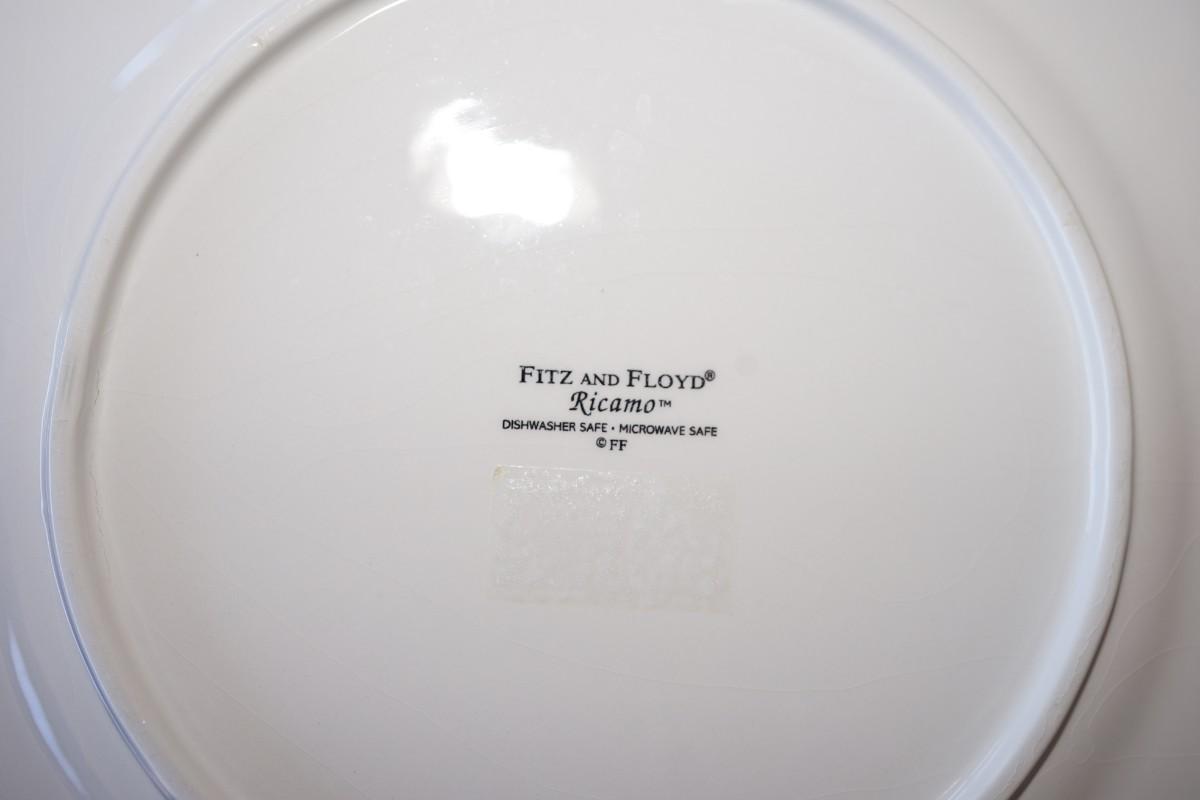 FITZ AND FLOYD®
Ricamo™
DISHWASHER SAFE • MICROWAVE SAFE
©FF